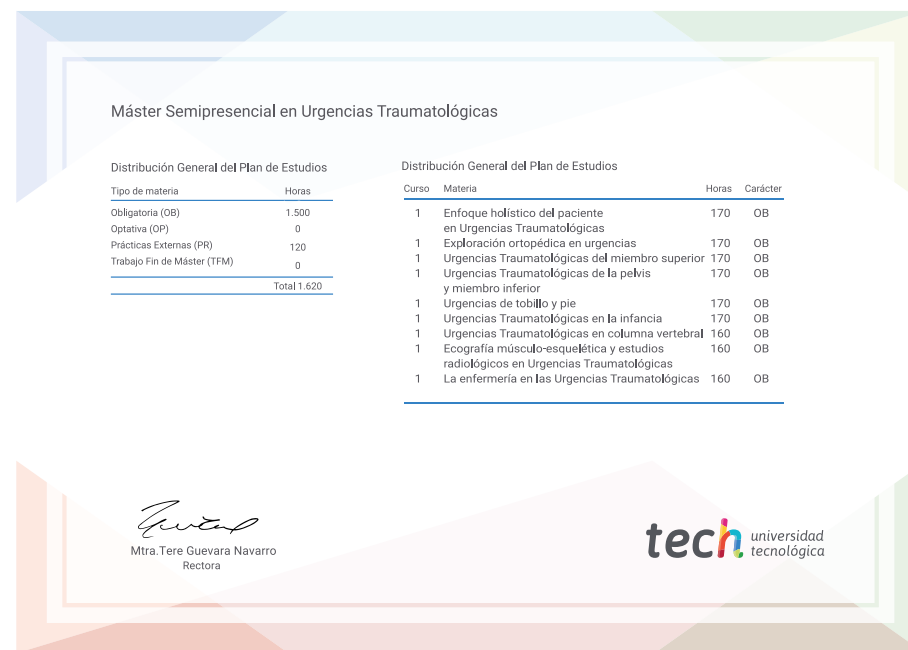 Máster Semipresencial en Urgencias Traumatológicas
Distribución General del Plan de Estudios
Tipo de materia Horas
Obligatoria (OB) 1.500
Optativa (OP) 0
Prácticas Externas (PR) 120
Trabajo Fin de Máster (TFM) 0
Total 1.620
Distribución General del Plan de Estudios
Curso Materia Horas Carácter
1 Enfoque holístico del paciente 170 OB
en Urgencias Traumatológicas
1 Exploración ortopédica en urgencias 170 OB
1 Urgencias Traumatológicas del miembro superior 170 OB
1 Urgencias Traumatológicas de la pelvis 170 OB
y miembro inferior
1 Urgencias de tobillo y pie 170 OB
1 Urgencias Traumatológicas en la infancia 170 OB
1 Urgencias Traumatológicas en columna vertebral 160 OB
1 Ecografía músculo-esquelética y estudios 160 OB
radiológicos en Urgencias Traumatológicas
1 La enfermería en las Urgencias Traumatológicas 160 OB
Mtra.Tere Guevara Navarro
Rectora
tech universidad
tecnológica